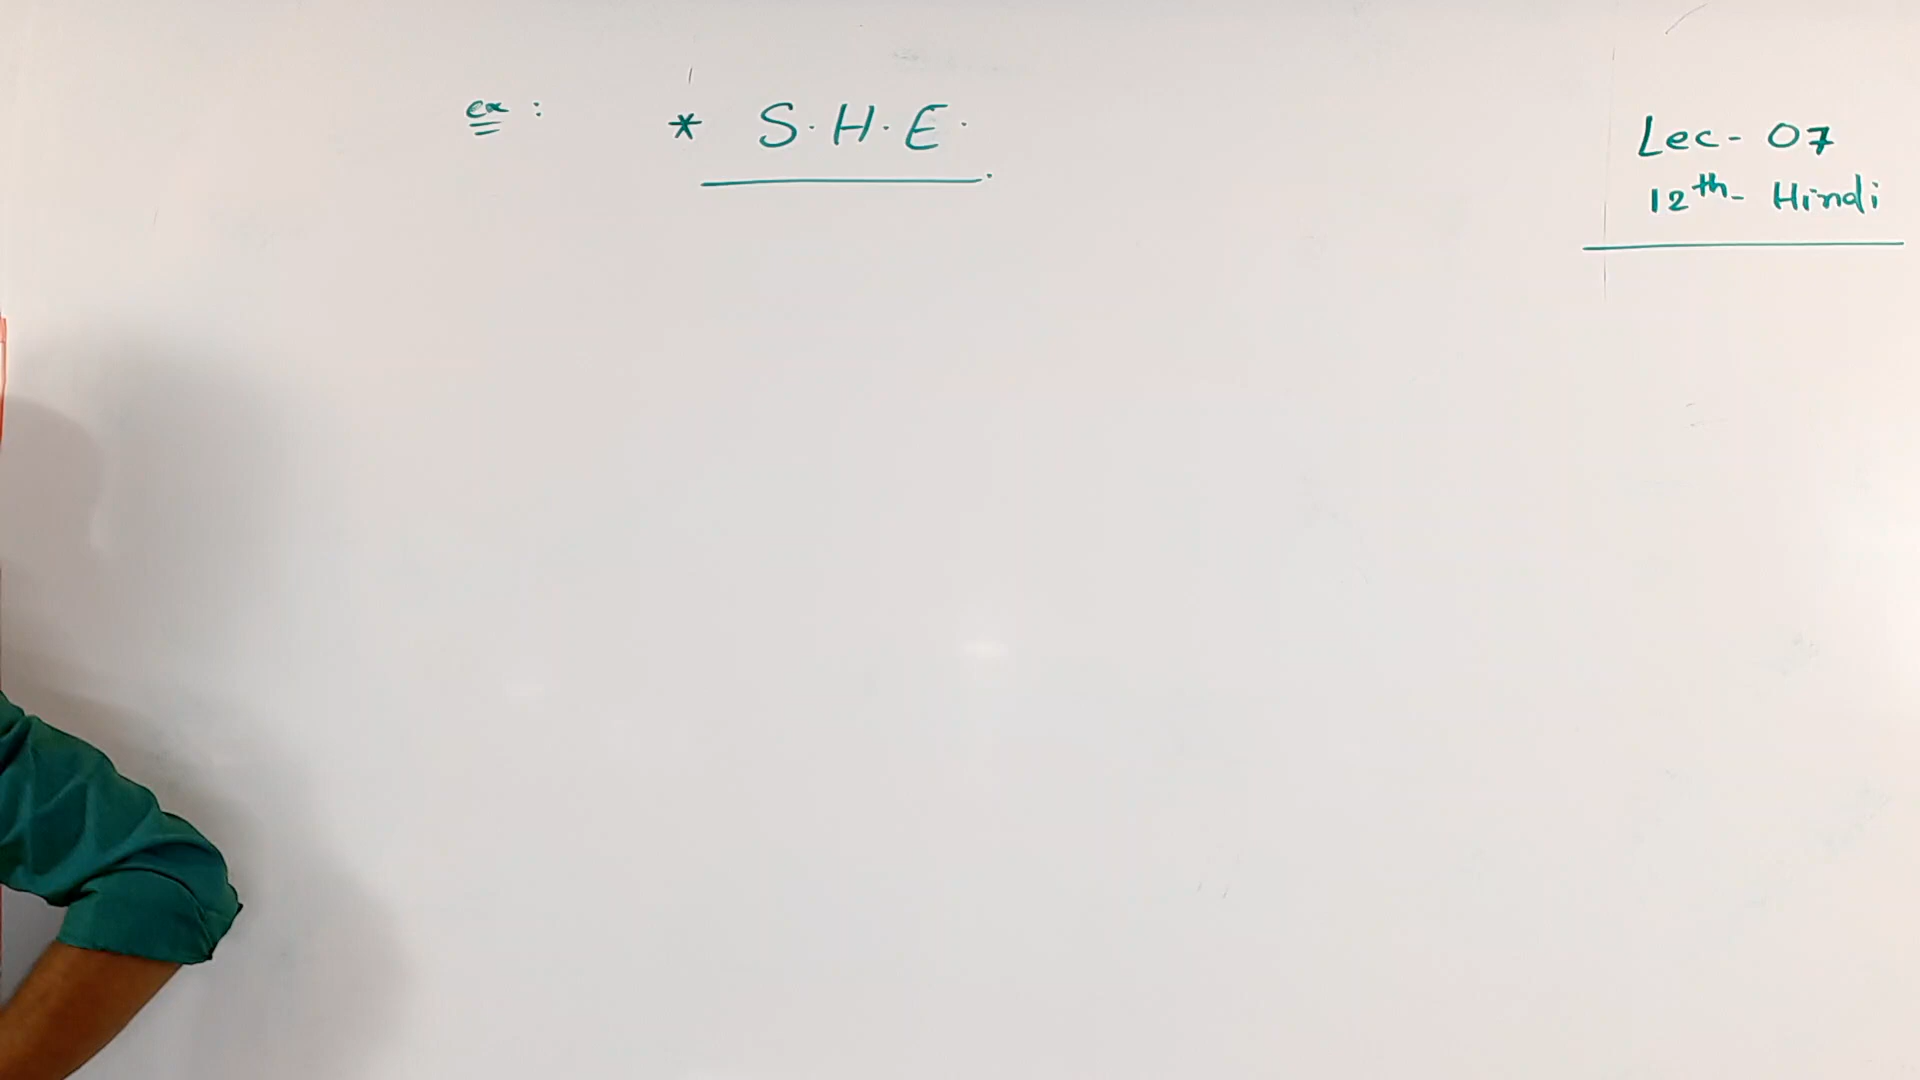 ex : * S.H.E.
Lec- 07
12th- Hindi